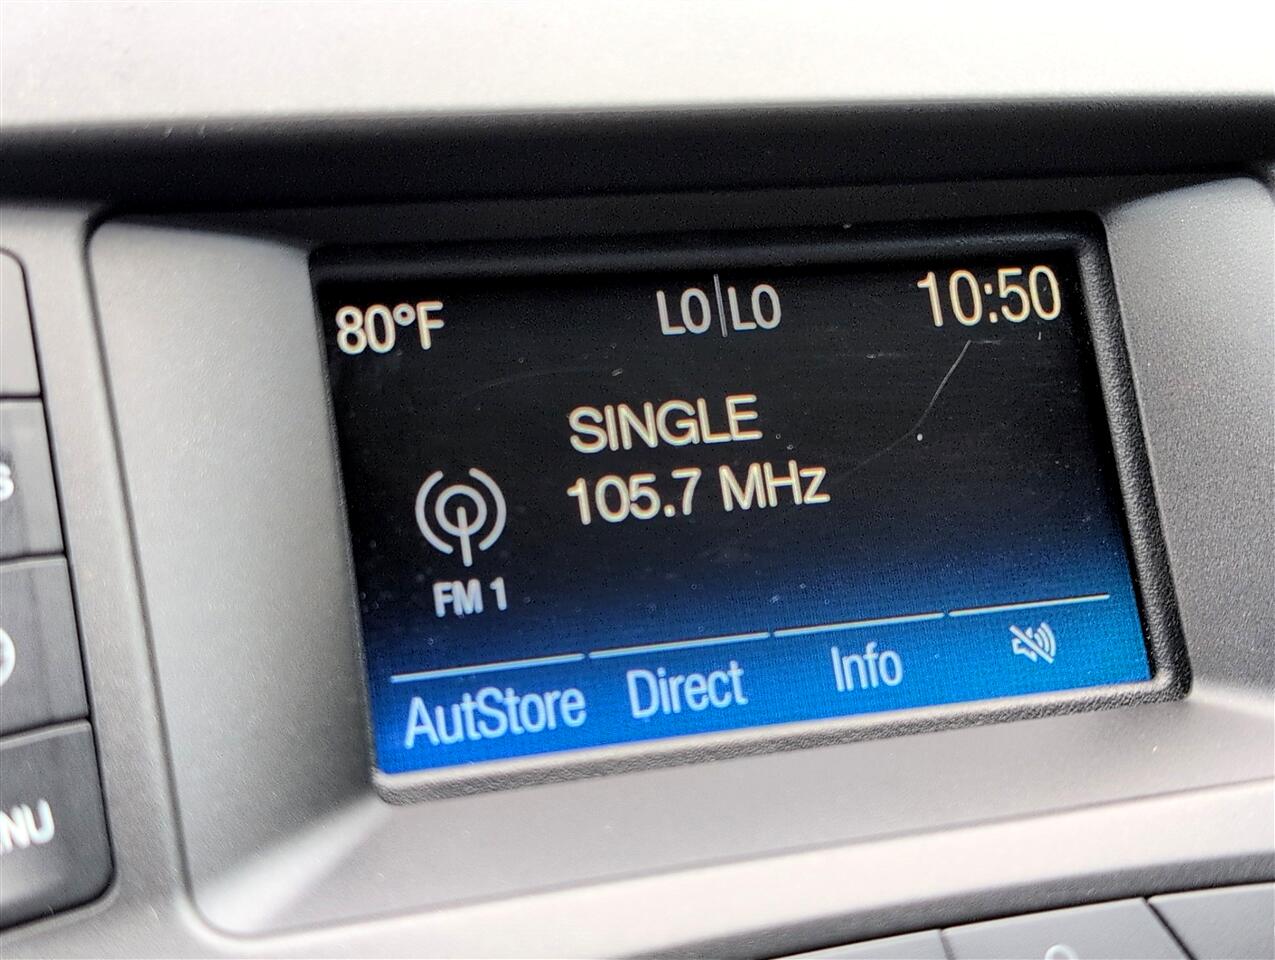 80°F LO|LO 10:50
SINGLE
105.7 MHz
FM 1
AutStore Direct Info